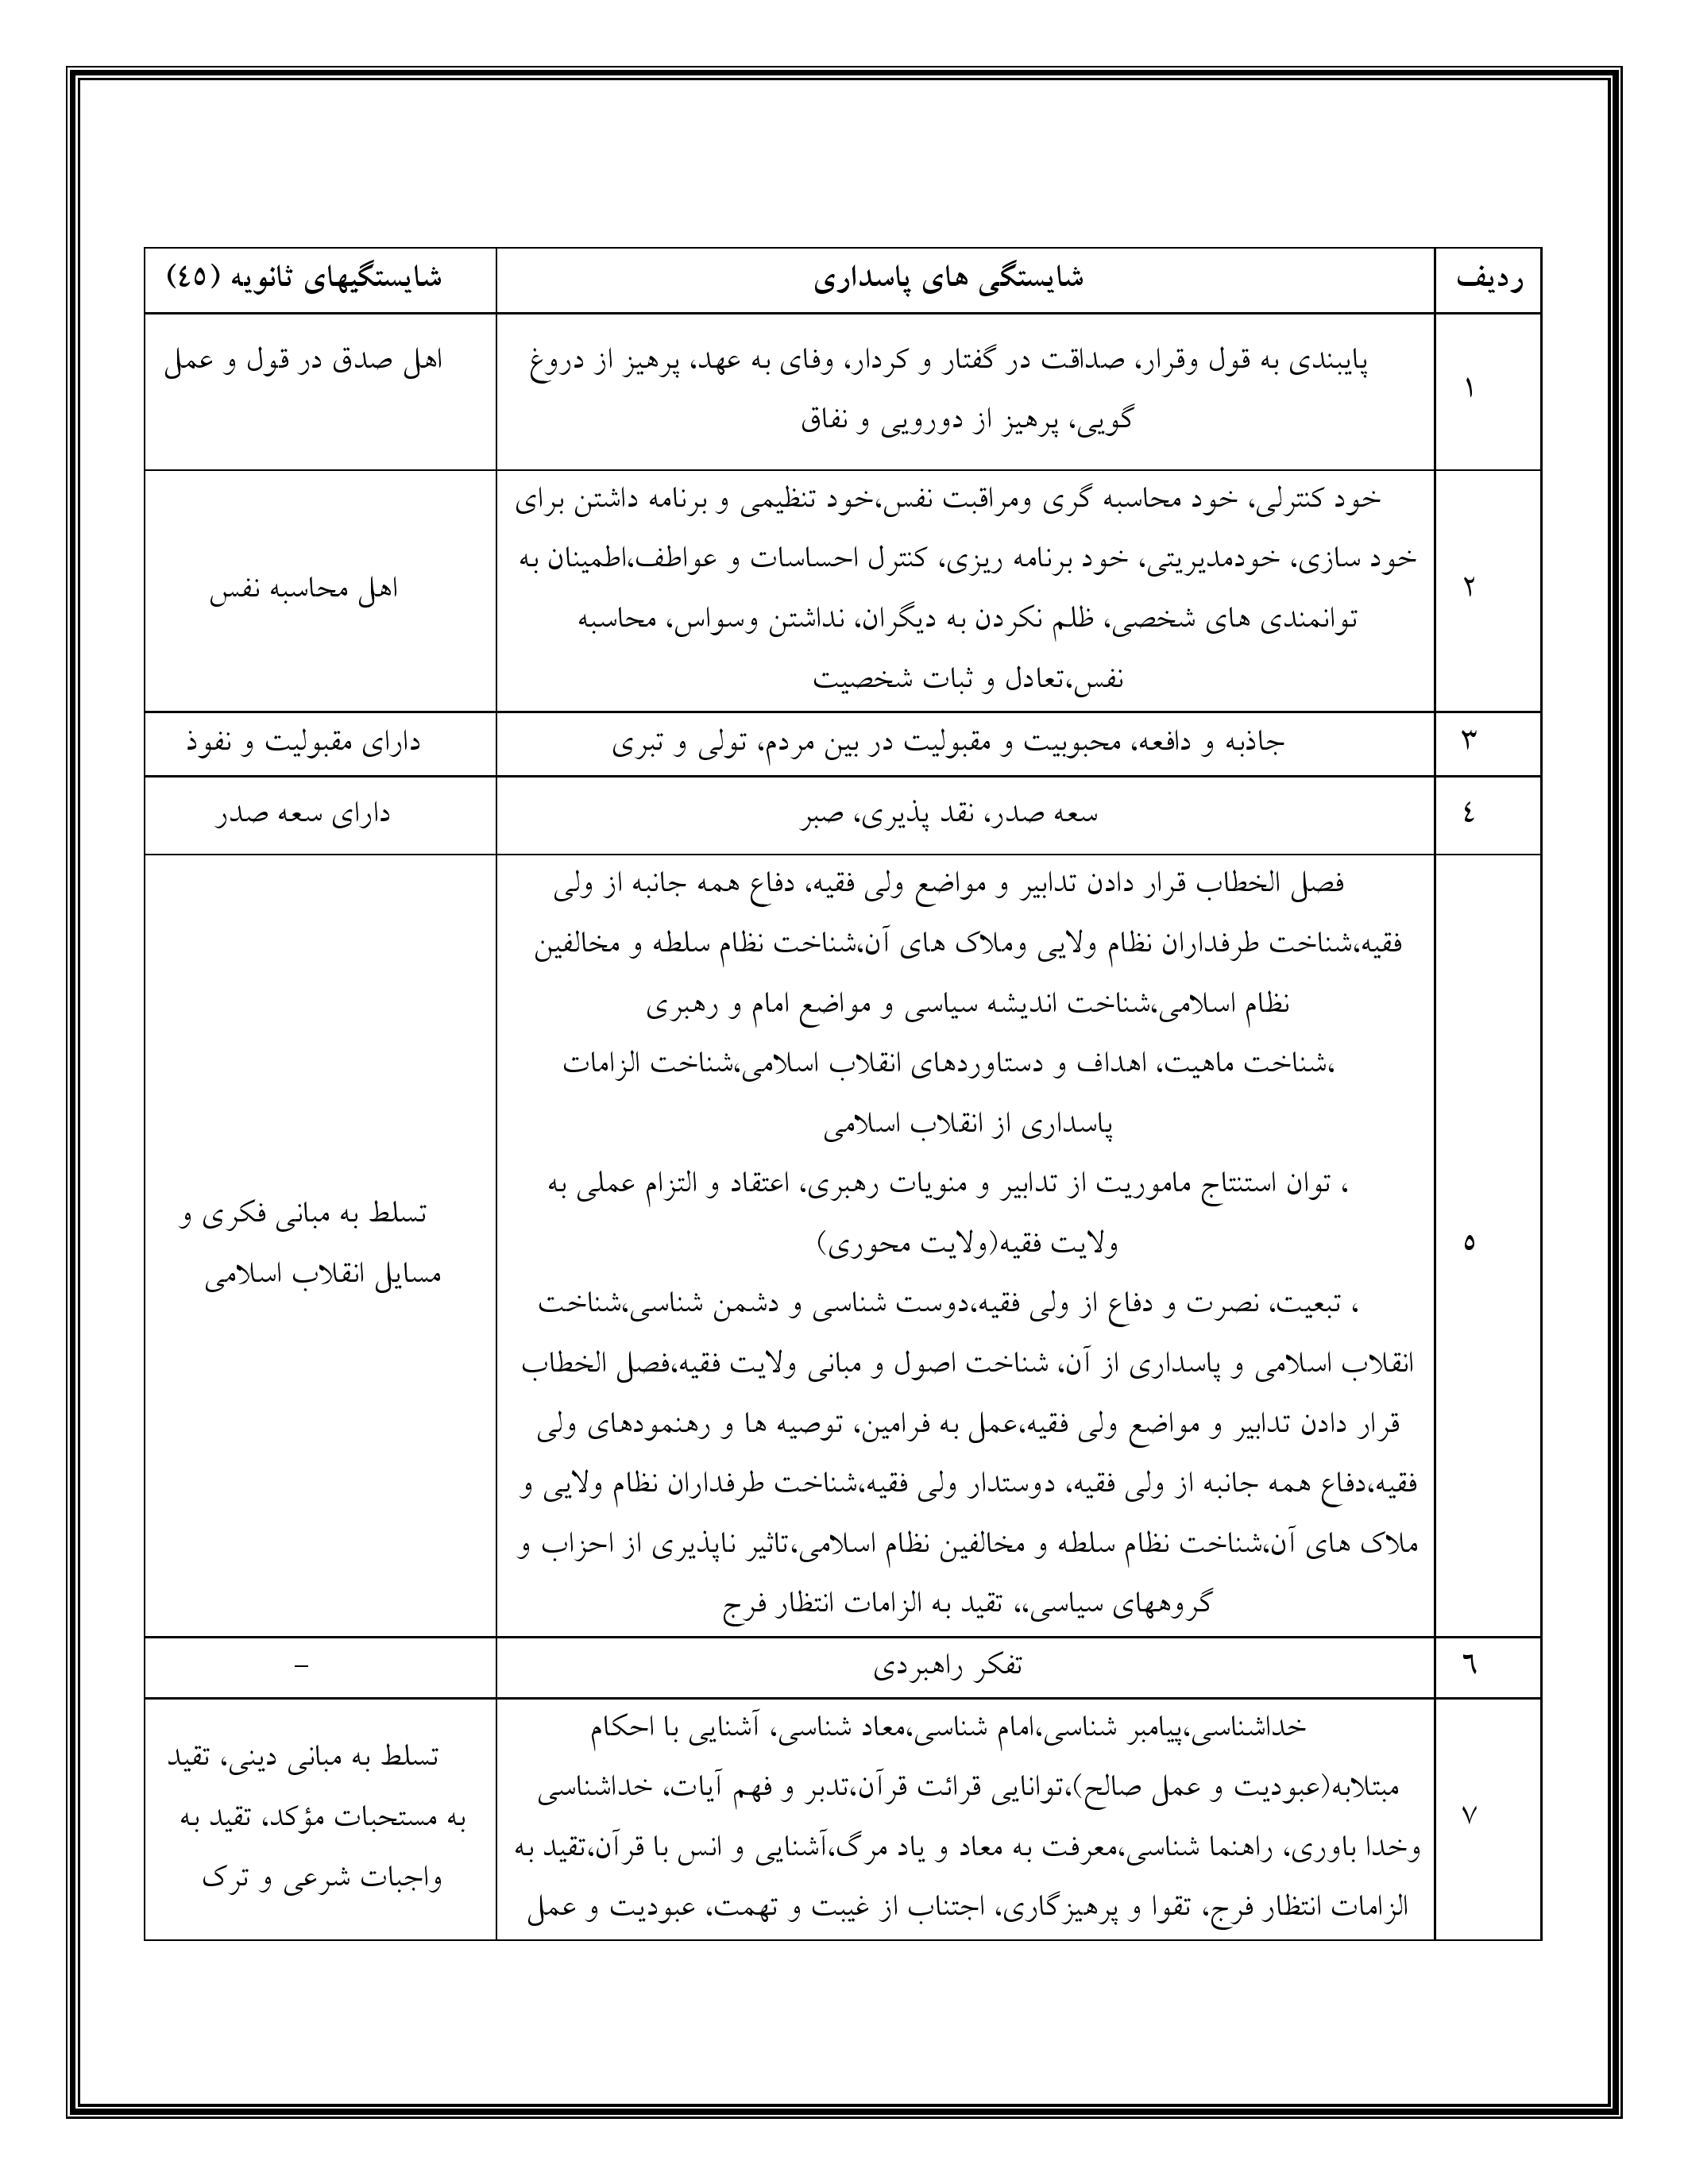 ردیف
شایستگی های پاسداری
شایستگیهای ثانویه (٤٥)
١
پایبندی به قول وقرار، صداقت در گفتار و کردار، وفای به عهد، پرهیز از دروغ
گویی، پرهیز از دورویی و نفاق
اهل صدق در قول و عمل
٢
خود کنترلی، خود محاسبه گری ومراقبت نفس،خود تنظیمی و برنامه داشتن برای
خود سازی، خودمدیریتی، خود برنامه ریزی، کنترل احساسات و عواطف،اطمینان به
توانمندی های شخصی، ظلم نکردن به دیگران، نداشتن وسواس، محاسبه
نفس،تعادل و ثبات شخصیت
اهل محاسبه نفس
٣
جاذبه و دافعه، محبوبیت و مقبولیت در بین مردم، تولی و تبری
دارای مقبولیت و نفوذ
٤
سعه صدر، نقد پذیری، صبر
دارای سعه صدر
٥
فصل الخطاب قرار دادن تدابیر و مواضع ولی فقیه، دفاع همه جانبه از ولی
فقیه،شناخت طرفداران نظام ولایی وملاک های آن،شناخت نظام سلطه و مخالفین
نظام اسلامی،شناخت اندیشه سیاسی و مواضع امام و رهبری
،شناخت ماهیت، اهداف و دستاوردهای انقلاب اسلامی،شناخت الزامات
پاسداری از انقلاب اسلامی
، توان استنتاج ماموریت از تدابیر و منویات رهبری، اعتقاد و التزام عملی به
ولایت فقیه(ولایت محوری)
، تبعیت، نصرت و دفاع از ولی فقیه،دوست شناسی و دشمن شناسی،شناخت
انقلاب اسلامی و پاسداری از آن، شناخت اصول و مبانی ولایت فقیه،فصل الخطاب
قرار دادن تدابیر و مواضع ولی فقیه،عمل به فرامین، توصیه ها و رهنمودهای ولی
فقیه،دفاع همه جانبه از ولی فقیه، دوستدار ولی فقیه،شناخت طرفداران نظام ولایی و
ملاک های آن،شناخت نظام سلطه و مخالفین نظام اسلامی،تاثیر ناپذیری از احزاب و
گروههای سیاسی،، تقید به الزامات انتظار فرج
تسلط به مبانی فکری و
مسایل انقلاب اسلامی
٦
تفکر راهبردی
–
٧
خداشناسی،پیامبر شناسی،امام شناسی،معاد شناسی، آشنایی با احکام
مبتلابه(عبودیت و عمل صالح)،توانایی قرائت قرآن،تدبر و فهم آیات، خداشناسی
وخدا باوری، راهنما شناسی،معرفت به معاد و یاد مرگ،آشنایی و انس با قرآن،تقید به
الزامات انتظار فرج، تقوا و پرهیزگاری، اجتناب از غیبت و تهمت، عبودیت و عمل
تسلط به مبانی دینی، تقید
به مستحبات مؤکد، تقید به
واجبات شرعی و ترک